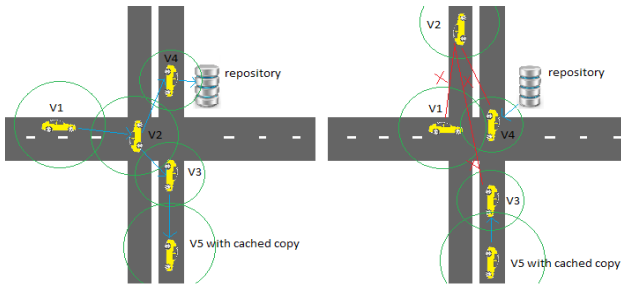 V4
repository
V1
V2
V3
V5 with cached copy
V2
repository
V1
V4
V3
V5 with cached copy